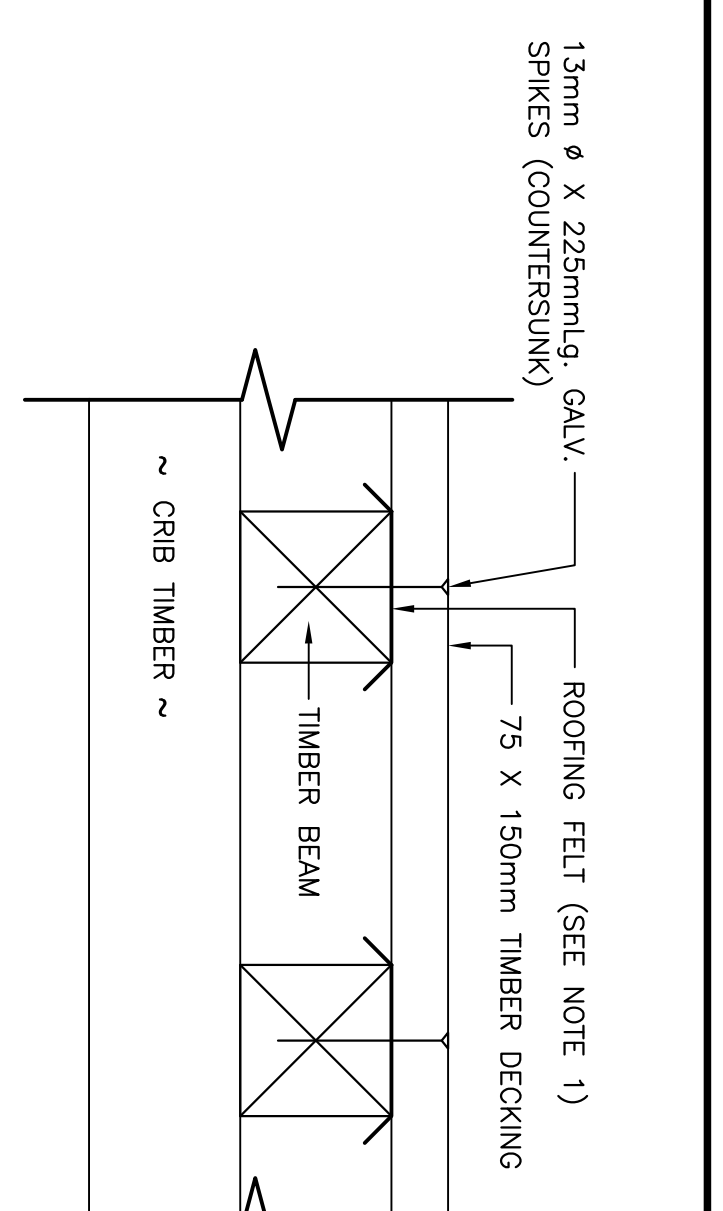 13mm ø X 225mmLg. GALV.
SPIKES (COUNTERSUNK)
ROOFING FELT (SEE NOTE 1)
75 X 150mm TIMBER DECKING
TIMBER BEAM
~ CRIB TIMBER ~